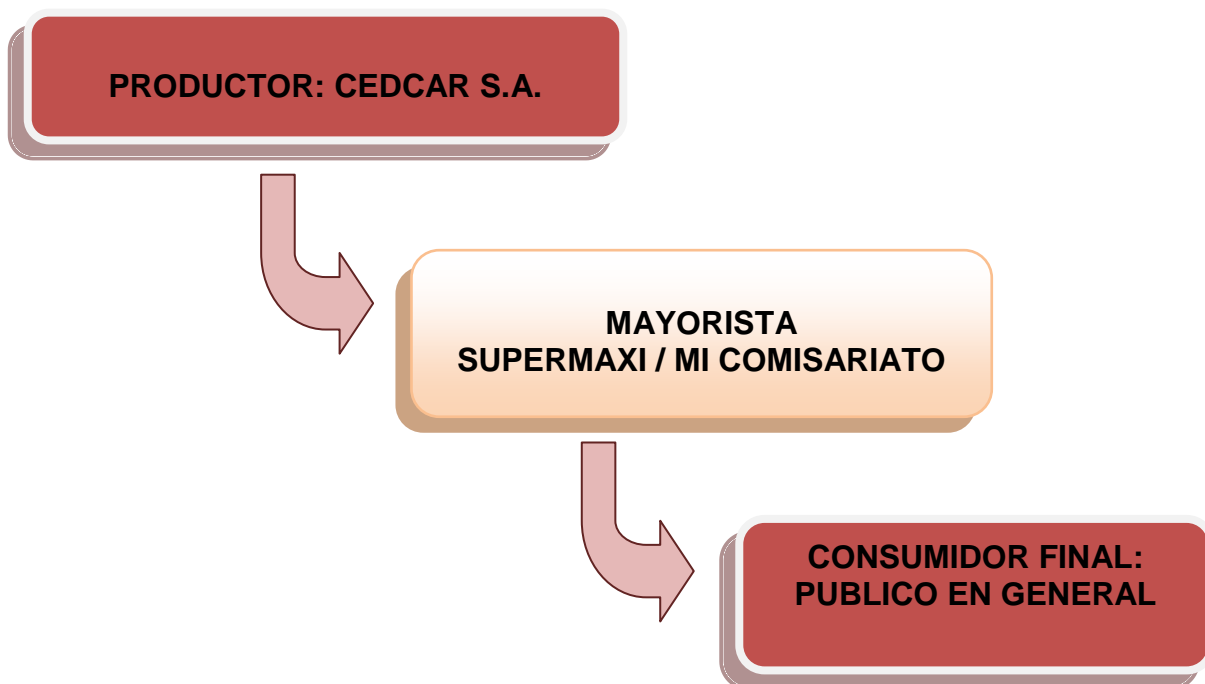 PRODUCTOR: CEDCAR S.A.
MAYORISTA
SUPERMAXI / MI COMISARIATO
CONSUMIDOR FINAL:
PUBLICO EN GENERAL